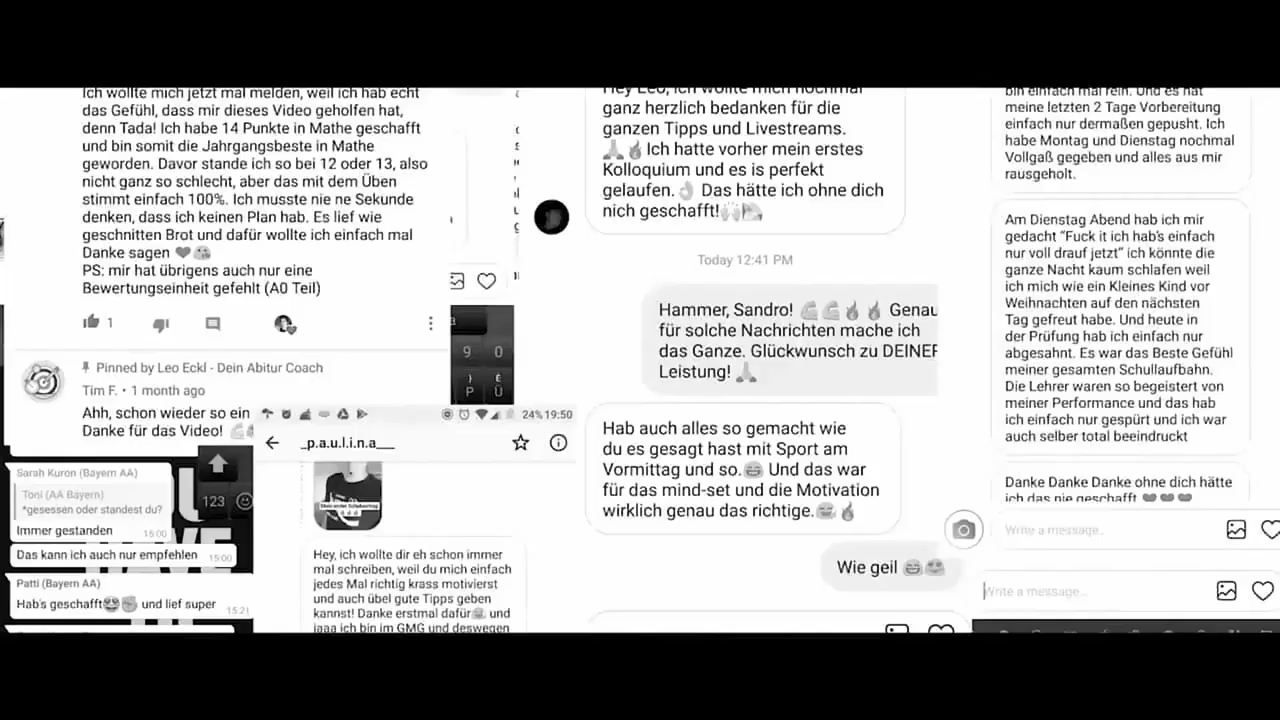 Ich wollte mich jetzt mal melden, weil ich hab echt
das Gefühl, dass mir dieses Video geholfen hat,
denn Tada! Ich habe 14 Punkte in Mathe geschafft
und bin somit die Jahrgangsbeste in Mathe
geworden. Davor stande ich so bei 12 oder 13, also
nicht ganz so schlecht, aber das mit dem Üben
stimmt einfach 100%. Ich musste nie ne Sekunde
denken, dass ich keinen Plan hab. Es lief wie
geschnitten Brot und dafür wollte ich einfach mal
Danke sagen ❤️😘
PS: mir hat übrigens auch nur eine
Bewertungseinheit gefehlt (A0 Teil)
1
Pinned by Leo Eckl - Dein Abitur Coach
Tim F. • 1 month ago
Ahh, schon wieder so ein
Danke für das Video! 💪
9 0
P Ü
123
Sarah Kuron (Bayern AA)
Toni (AA Bayern)
*gesessen oder standest du?
Immer gestanden 15:00
Das kann ich auch nur empfehlen 15:00
Patti (Bayern AA)
Hab's geschafft😍✊ und lief super 15:21
24% 19:50
_p.a.u.l.i.n.a___
Hey, ich wollte dir eh schon immer
mal schreiben, weil du mich einfach
jedes Mal richtig krass motivierst
und auch übel gute Tipps geben
kannst! Danke erstmal dafür und
jaaa ich bin im GMG und deswegen
Hey Leo, ich wollte mich nochmal
ganz herzlich bedanken für die
ganzen Tipps und Livestreams.
🙏🔥Ich hatte vorher mein erstes
Kolloquium und es is perfekt
gelaufen.👌 Das hätte ich ohne dich
nich geschafft!🙌
Today 12:41 PM
Hammer, Sandro! 💪💪🔥🔥 Genau
für solche Nachrichten mache ich
das Ganze. Glückwunsch zu DEINER
Leistung! 🙏
Hab auch alles so gemacht wie
du es gesagt hast mit Sport am
Vormittag und so.😂 Und das war
für das mind-set und die Motivation
wirklich genau das richtige.😂🔥
Wie geil 😂😍
bin einfach mal rein. Und es hat
meine letzten 2 Tage Vorbereitung
einfach nur dermaßen gepusht. Ich
habe Montag und Dienstag nochmal
Vollgaß gegeben und alles aus mir
rausgeholt.
Am Dienstag Abend hab ich mir
gedacht "Fuck it ich hab's einfach
nur voll drauf jetzt" ich könnte die
ganze Nacht kaum schlafen weil
ich mich wie ein Kleines Kind vor
Weihnachten auf den nächsten
Tag gefreut habe. Und heute in
der Prüfung hab ich einfach nur
abgesahnt. Es war das Beste Gefühl
meiner gesamten Schullaufbahn.
Die Lehrer waren so begeistert von
meiner Performance und das hab
ich einfach nur gespürt und ich war
auch selber total beeindruckt
Danke Danke Danke ohne dich hätte
ich das nie geschafft ❤️❤️❤️
Write a message...
Write a message...